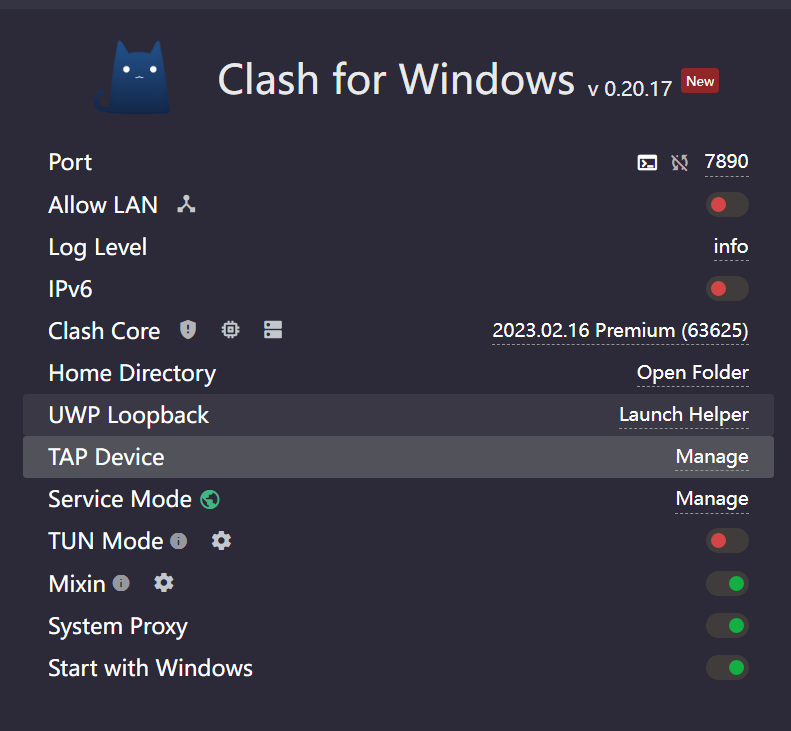 Clash for Windows v 0.20.17 New
Port 7890
Allow LAN
Log Level info
IPv6
Clash Core 2023.02.16 Premium (63625)
Home Directory Open Folder
UWP Loopback Launch Helper
TAP Device Manage
Service Mode Manage
TUN Mode
Mixin
System Proxy
Start with Windows